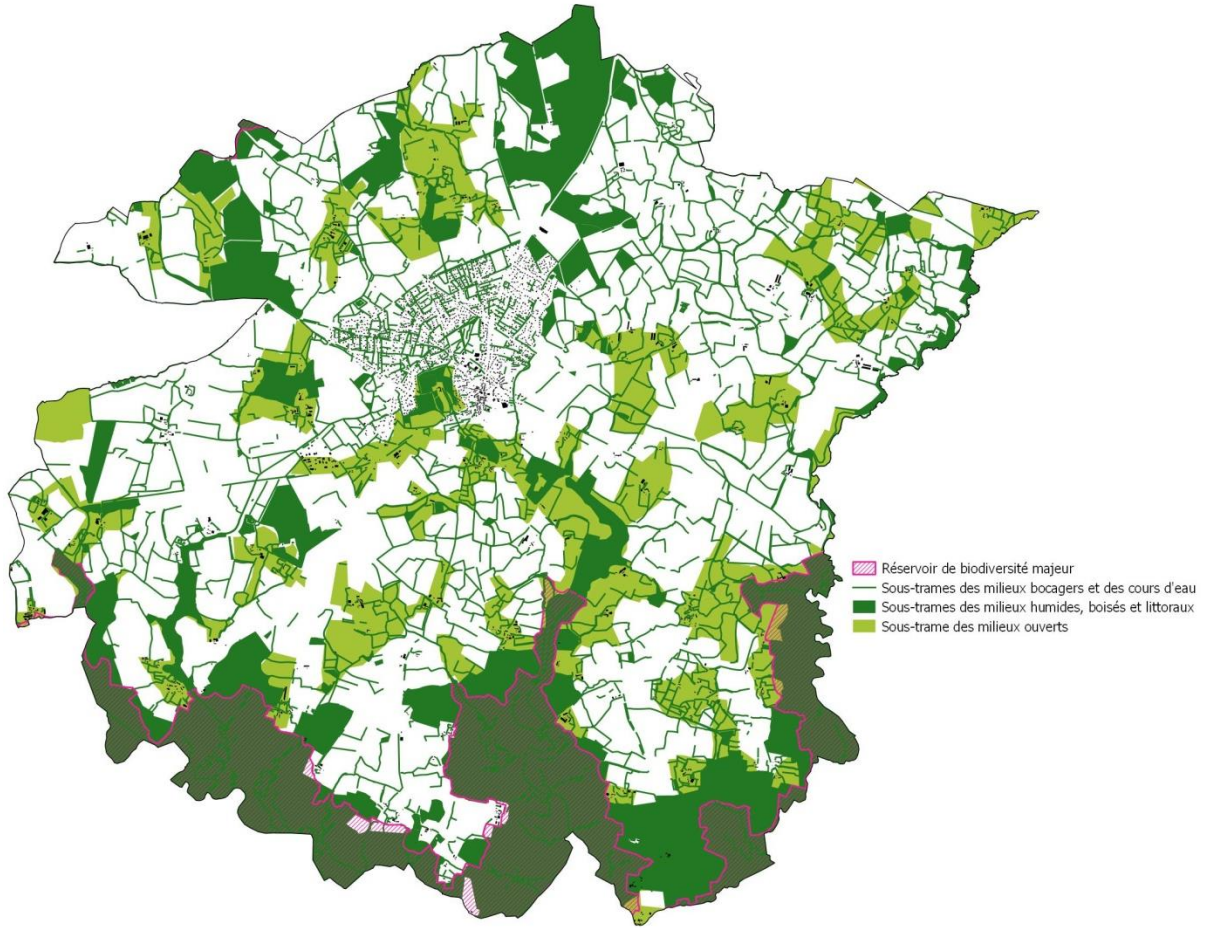 Réservoir de biodiversité majeur
Sous-trames des milieux bocagers et des cours d'eau
Sous-trames des milieux humides, boisés et littoraux
Sous-trame des milieux ouverts